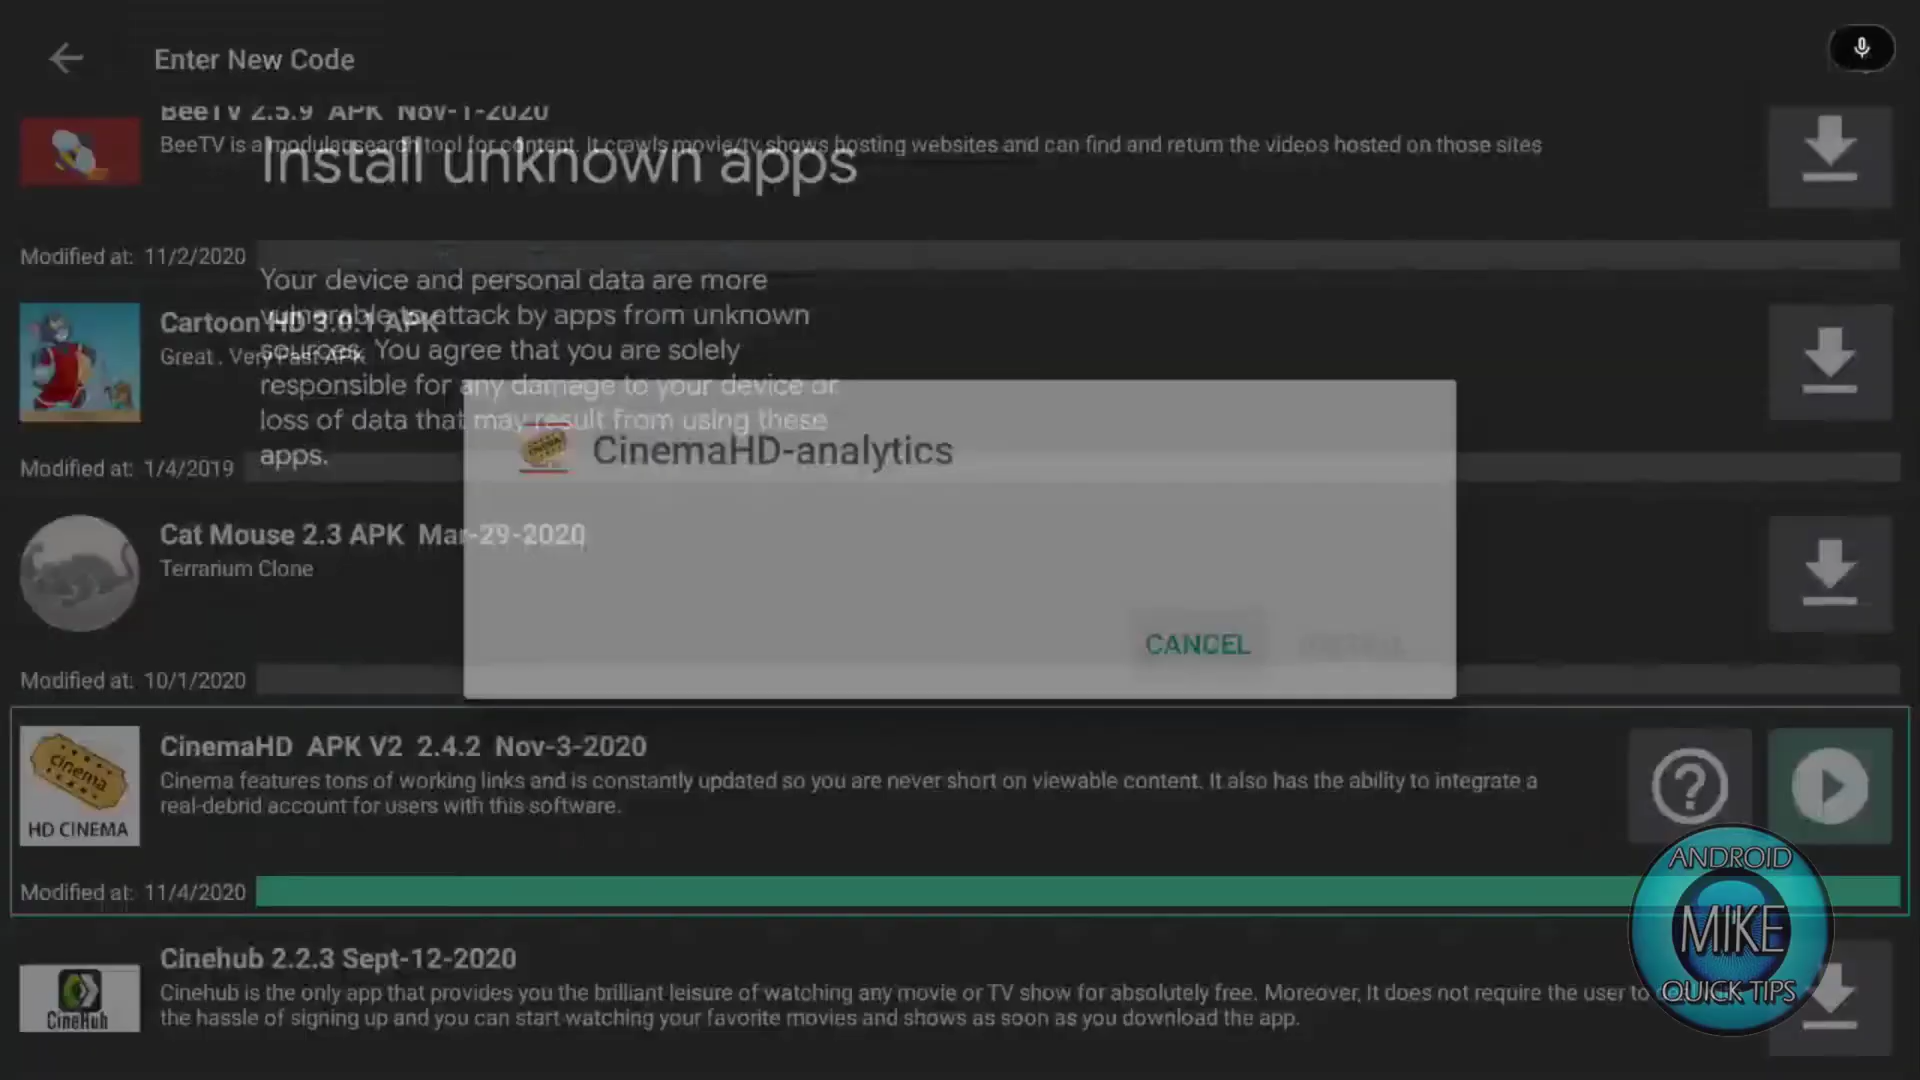 Enter New Code
BeeTV 2.5.9 APK Nov-1-2020
BeeTV is a modular search tool for content. It crawls movie/tv shows hosting websites and can find and return the videos hosted on those sites
Install unknown apps
Modified at: 11/2/2020
Your device and personal data are more
vulnerable to attack by apps from unknown
sources. You agree that you are solely
responsible for any damage to your device or
loss of data that may result from using these
apps.
Cartoon HD 3.0.1 APK
Great . Very Fast APK
Modified at: 1/4/2019
CinemaHD-analytics
Cat Mouse 2.3 APK Mar-29-2020
Terrarium Clone
CANCEL
Modified at: 10/1/2020
cinema
HD CINEMA
CinemaHD APK V2 2.4.2 Nov-3-2020
Cinema features tons of working links and is constantly updated so you are never short on viewable content. It also has the ability to integrate a
real-debrid account for users with this software.
Modified at: 11/4/2020
ANDROID
MIKE
QUICK TIPS
CineHub
Cinehub 2.2.3 Sept-12-2020
Cinehub is the only app that provides you the brilliant leisure of watching any movie or TV show for absolutely free. Moreover, It does not require the user to
the hassle of signing up and you can start watching your favorite movies and shows as soon as you download the app.